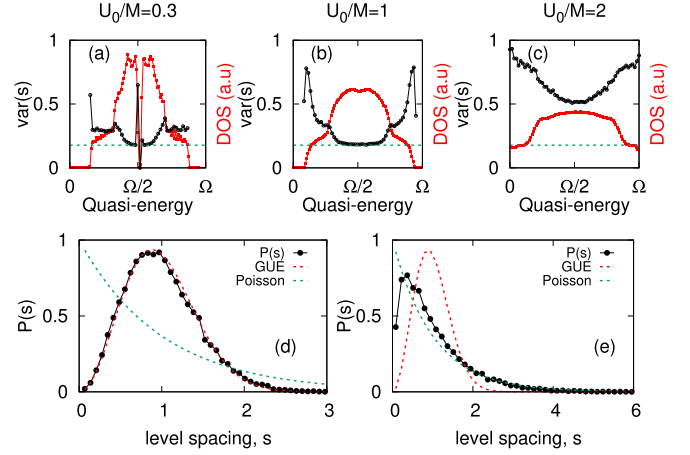 U₀/M=0.3 U₀/M=1 U₀/M=2
(a) (b) (c)
var(s) DOS (a.u) var(s) DOS (a.u) var(s) DOS (a.u)
1 1 1
0.5 0.5 0.5
0 0 0
0 Ω/2 Ω 0 Ω/2 Ω 0 Ω/2 Ω
Quasi-energy Quasi-energy Quasi-energy
1 P(s) GUE Poisson 1 P(s) GUE Poisson
0.5 0.5
P(s) P(s)
(d) (e)
0 0
0 1 2 3 0 2 4 6
level spacing, s level spacing, s